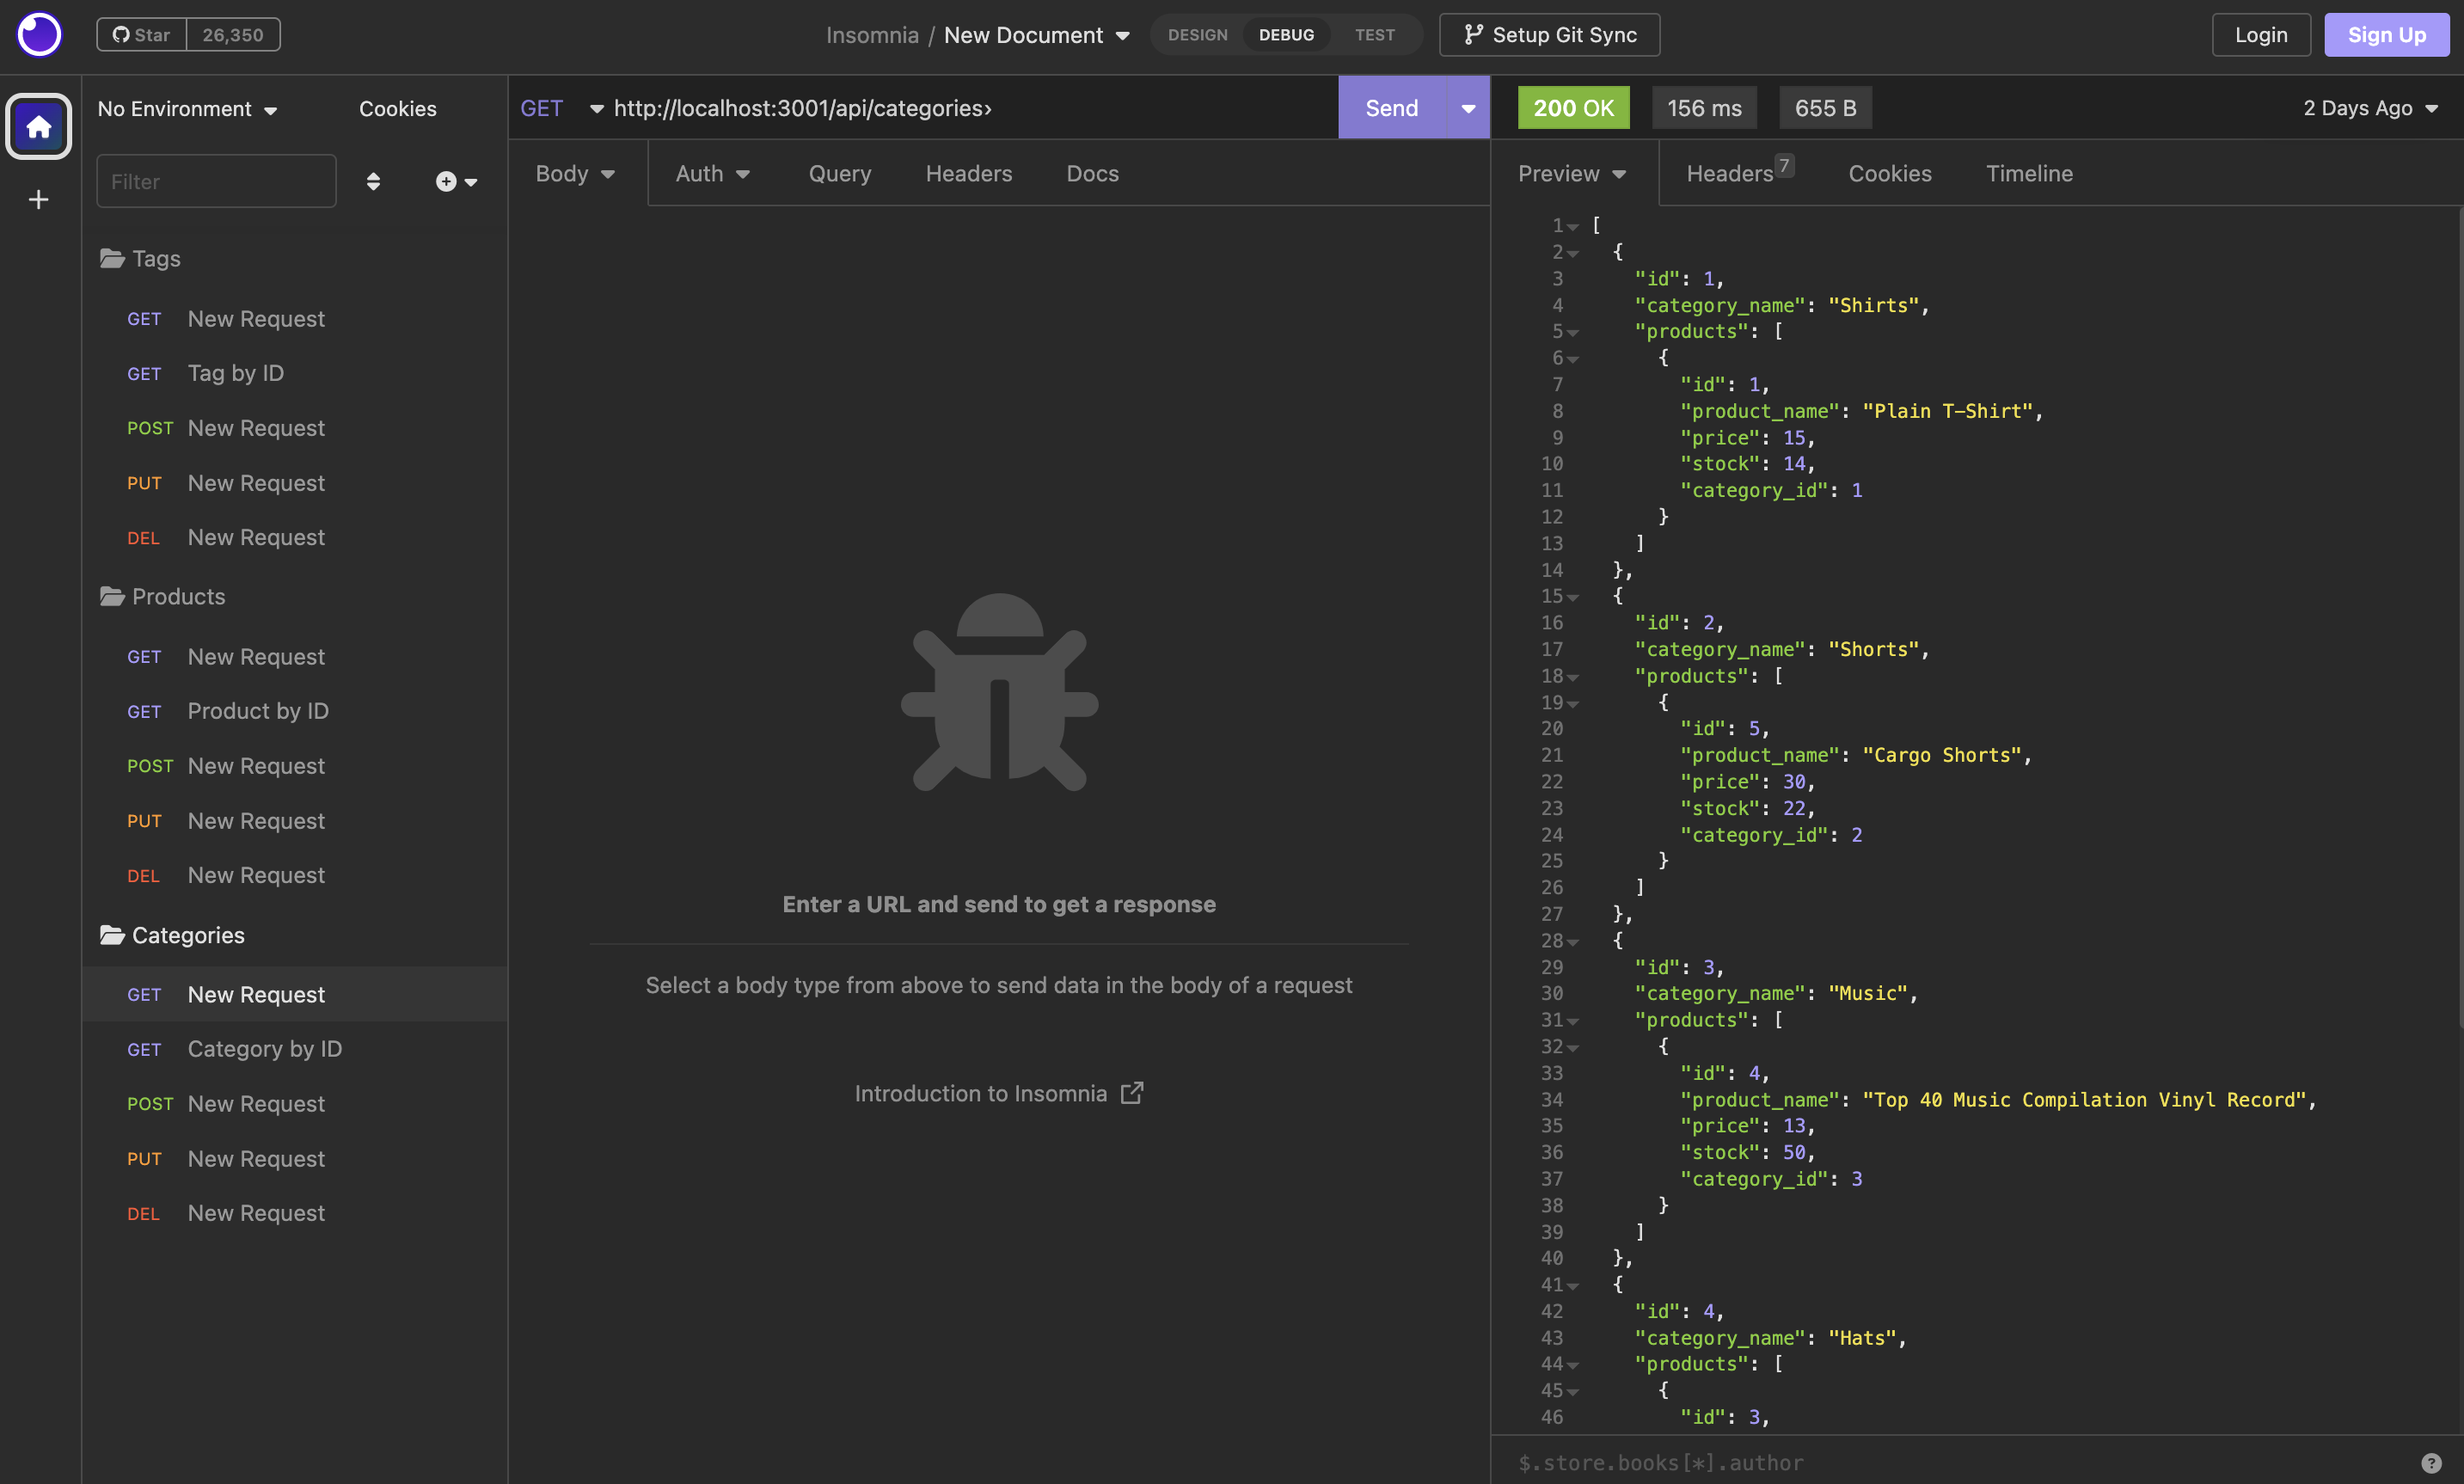 Star 26,350
Insomnia / New Document
DESIGN DEBUG TEST
Setup Git Sync
Login
Sign Up
No Environment
Cookies
Filter
Tags
GET New Request
GET Tag by ID
POST New Request
PUT New Request
DEL New Request
Products
GET New Request
GET Product by ID
POST New Request
PUT New Request
DEL New Request
Categories
GET New Request
GET Category by ID
POST New Request
PUT New Request
DEL New Request
GET http://localhost:3001/api/categories›
Send
Body Auth Query Headers Docs
Enter a URL and send to get a response
Select a body type from above to send data in the body of a request
Introduction to Insomnia
200 OK 156 ms 655 B
2 Days Ago
Preview Headers 7 Cookies Timeline
1 [
2 {
3 "id": 1,
4 "category_name": "Shirts",
5 "products": [
6 {
7 "id": 1,
8 "product_name": "Plain T-Shirt",
9 "price": 15,
10 "stock": 14,
11 "category_id": 1
12 }
13 ]
14 },
15 {
16 "id": 2,
17 "category_name": "Shorts",
18 "products": [
19 {
20 "id": 5,
21 "product_name": "Cargo Shorts",
22 "price": 30,
23 "stock": 22,
24 "category_id": 2
25 }
26 ]
27 },
28 {
29 "id": 3,
30 "category_name": "Music",
31 "products": [
32 {
33 "id": 4,
34 "product_name": "Top 40 Music Compilation Vinyl Record",
35 "price": 13,
36 "stock": 50,
37 "category_id": 3
38 }
39 ]
40 },
41 {
42 "id": 4,
43 "category_name": "Hats",
44 "products": [
45 {
46 "id": 3,
$.store.books[*].author